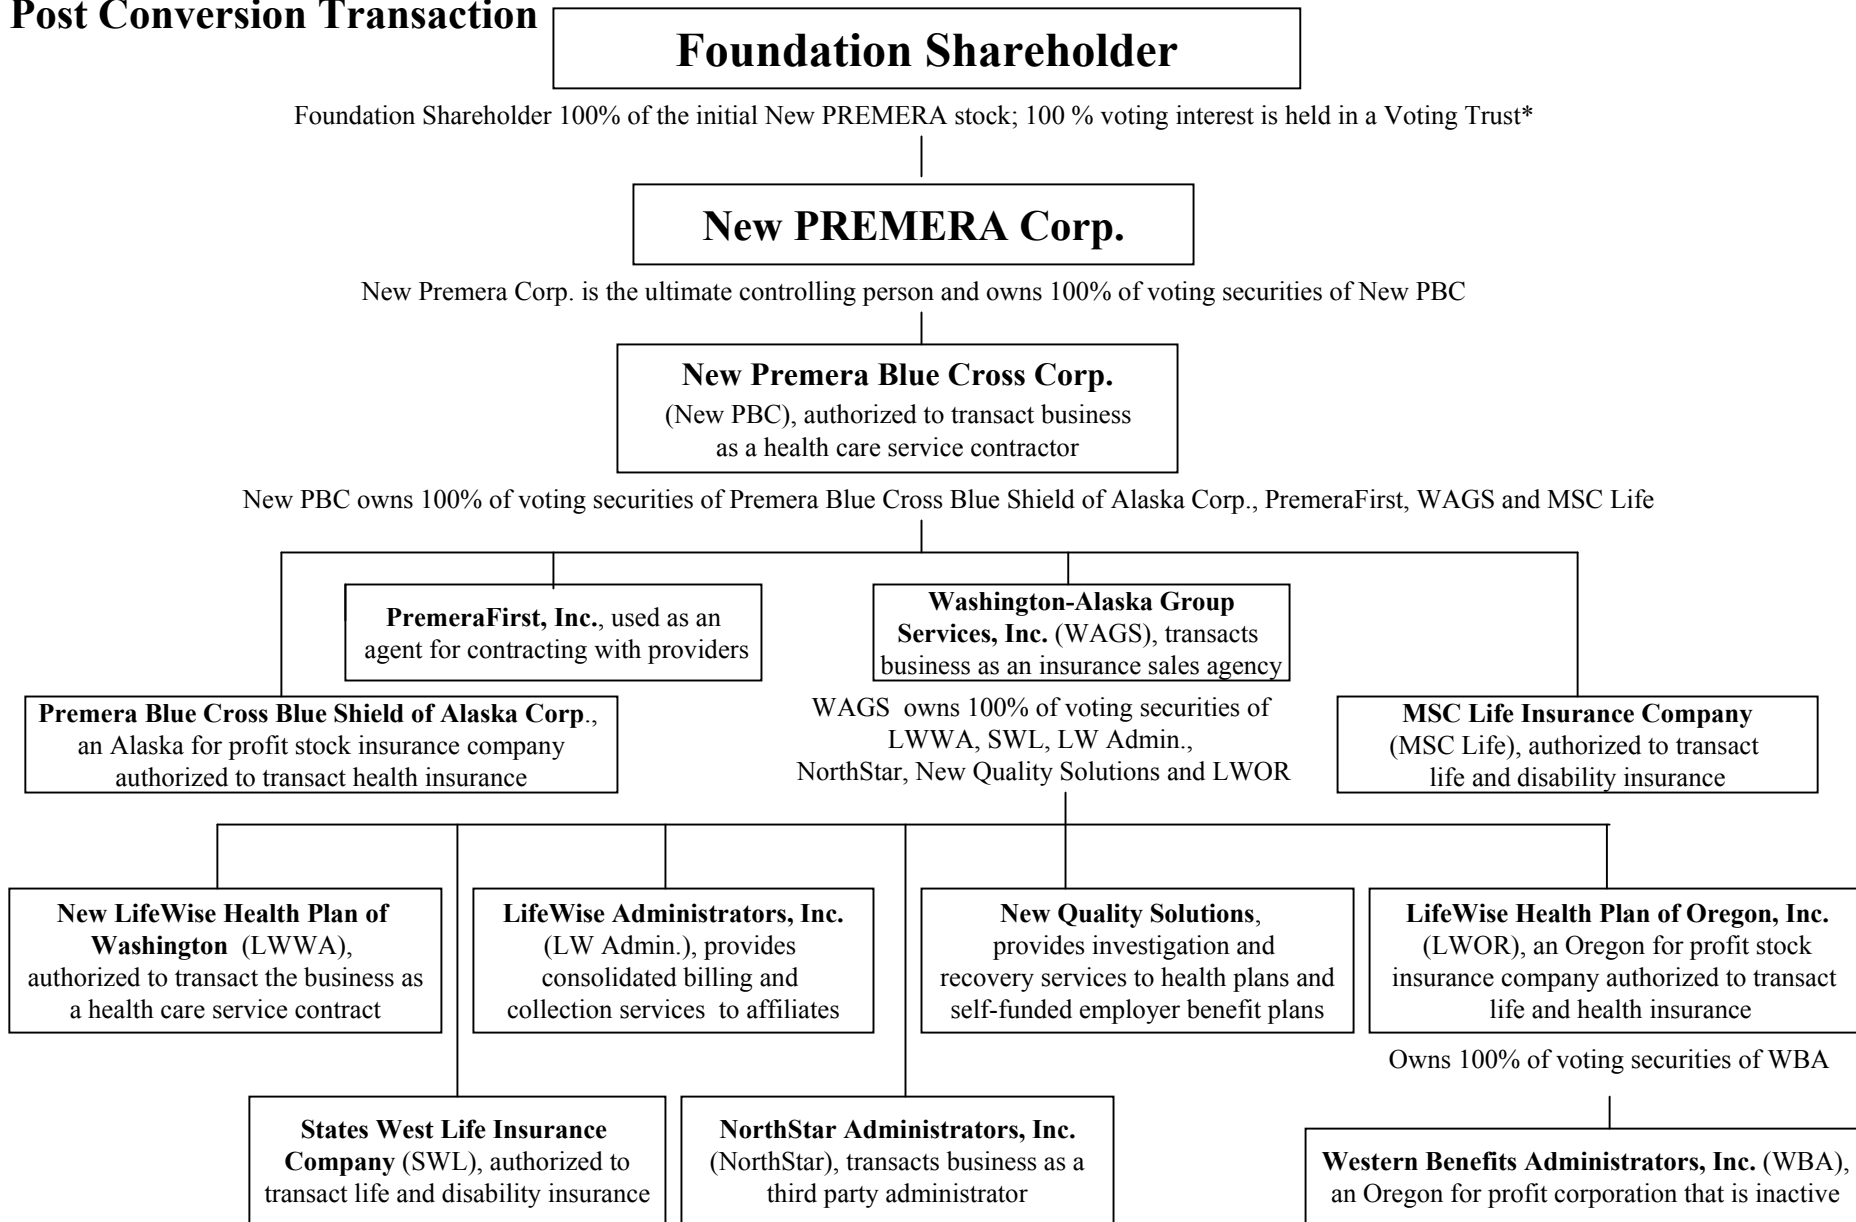 Post Conversion Transaction
Foundation Shareholder
Foundation Shareholder 100% of the initial New PREMERA stock; 100 % voting interest is held in a Voting Trust*
New PREMERA Corp.
New Premera Corp. is the ultimate controlling person and owns 100% of voting securities of New PBC
New Premera Blue Cross Corp.
(New PBC), authorized to transact business
as a health care service contractor
New PBC owns 100% of voting securities of Premera Blue Cross Blue Shield of Alaska Corp., PremeraFirst, WAGS and MSC Life
PremeraFirst, Inc., used as an
agent for contracting with providers
Washington-Alaska Group
Services, Inc. (WAGS), transacts
business as an insurance sales agency
Premera Blue Cross Blue Shield of Alaska Corp.,
an Alaska for profit stock insurance company
authorized to transact health insurance
WAGS owns 100% of voting securities of
LWWA, SWL, LW Admin.,
NorthStar, New Quality Solutions and LWOR
MSC Life Insurance Company
(MSC Life), authorized to transact
life and disability insurance
New LifeWise Health Plan of
Washington (LWWA),
authorized to transact the business as
a health care service contract
LifeWise Administrators, Inc.
(LW Admin.), provides
consolidated billing and
collection services to affiliates
New Quality Solutions,
provides investigation and
recovery services to health plans and
self-funded employer benefit plans
LifeWise Health Plan of Oregon, Inc.
(LWOR), an Oregon for profit stock
insurance company authorized to transact
life and health insurance
Owns 100% of voting securities of WBA
States West Life Insurance
Company (SWL), authorized to
transact life and disability insurance
NorthStar Administrators, Inc.
(NorthStar), transacts business as a
third party administrator
Western Benefits Administrators, Inc. (WBA),
an Oregon for profit corporation that is inactive